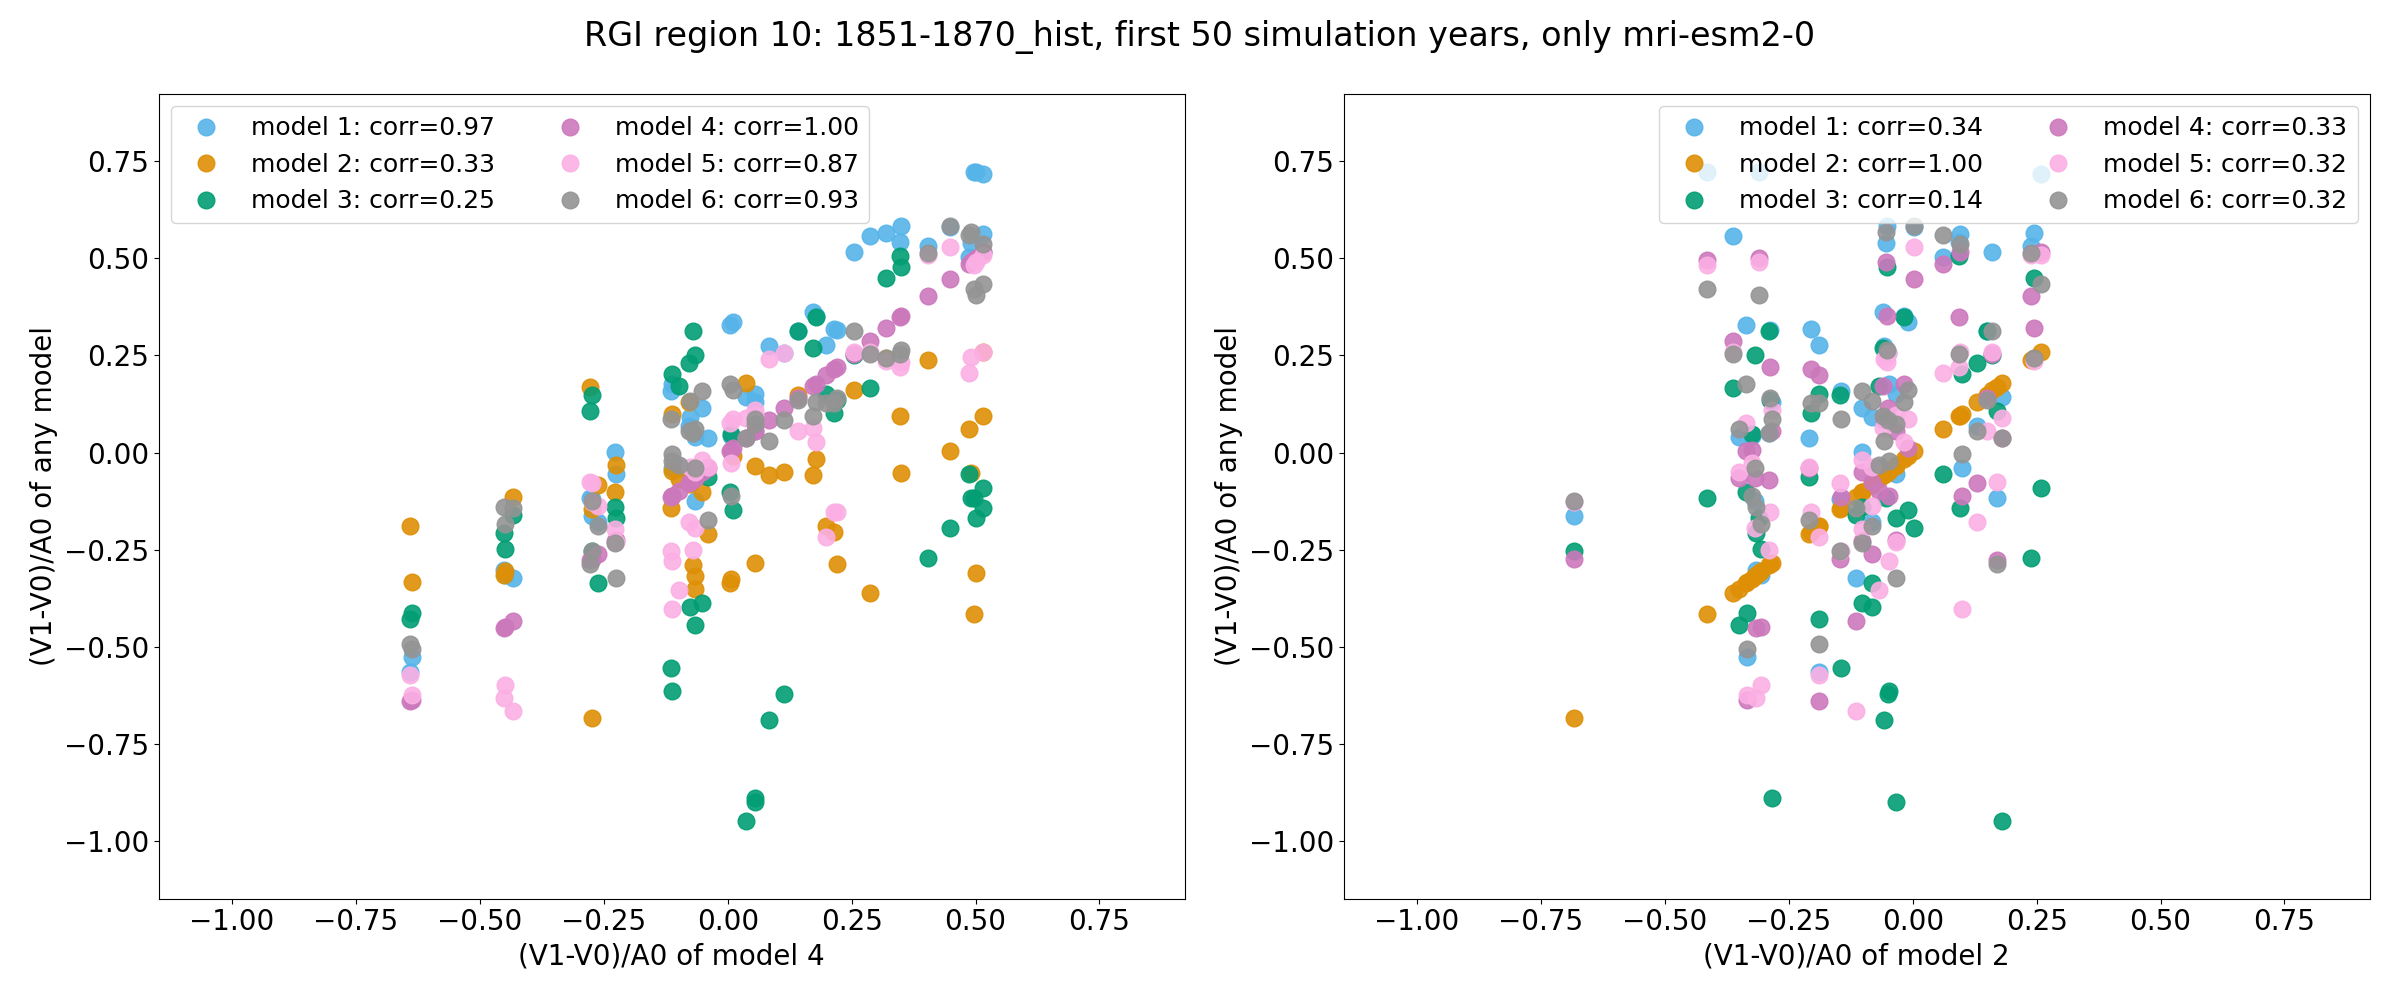 RGI region 10: 1851-1870_hist, first 50 simulation years, only mri-esm2-0
model 1: corr=0.97
model 2: corr=0.33
model 3: corr=0.25
model 4: corr=1.00
model 5: corr=0.87
model 6: corr=0.93
0.75
0.50
0.25
0.00
−0.25
−0.50
−0.75
−1.00
(V1-V0)/A0 of any model
−1.00 −0.75 −0.50 −0.25 0.00 0.25 0.50 0.75
(V1-V0)/A0 of model 4
model 1: corr=0.34
model 2: corr=1.00
model 3: corr=0.14
model 4: corr=0.33
model 5: corr=0.32
model 6: corr=0.32
0.75
0.50
0.25
0.00
−0.25
−0.50
−0.75
−1.00
(V1-V0)/A0 of any model
−1.00 −0.75 −0.50 −0.25 0.00 0.25 0.50 0.75
(V1-V0)/A0 of model 2